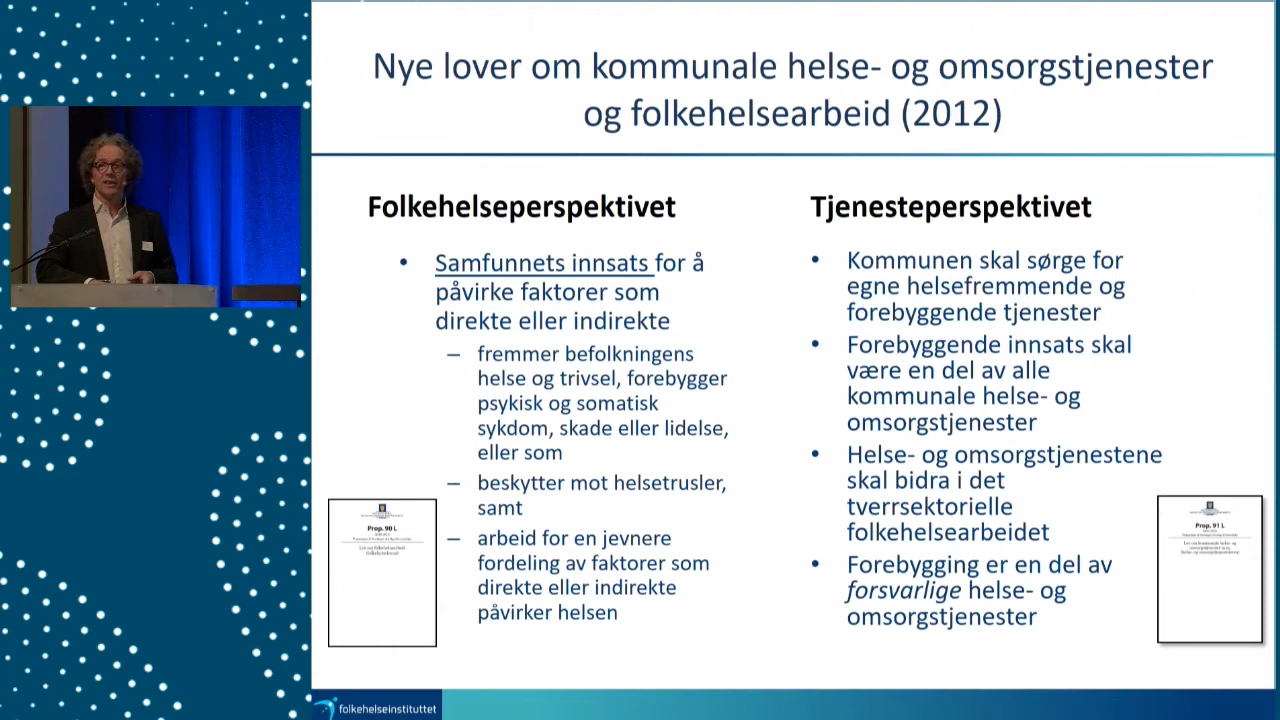 Nye lover om kommunale helse- og omsorgstjenester
og folkehelsearbeid (2012)
Folkehelseperspektivet
• Samfunnets innsats for å
påvirke faktorer som
direkte eller indirekte
– fremmer befolkningens
helse og trivsel, forebygger
psykisk og somatisk
sykdom, skade eller lidelse,
eller som
– beskytter mot helsetrusler,
samt
– arbeid for en jevnere
fordeling av faktorer som
direkte eller indirekte
påvirker helsen
Prop. 90 L
Tjenesteperspektivet
• Kommunen skal sørge for
egne helsefremmende og
forebyggende tjenester
• Forebyggende innsats skal
være en del av alle
kommunale helse- og
omsorgstjenester
• Helse- og omsorgstjenestene
skal bidra i det
tverrsektorielle
folkehelsearbeidet
• Forebygging er en del av
forsvarlige helse- og
omsorgstjenester
Prop. 91 L
folkehelseinstituttet